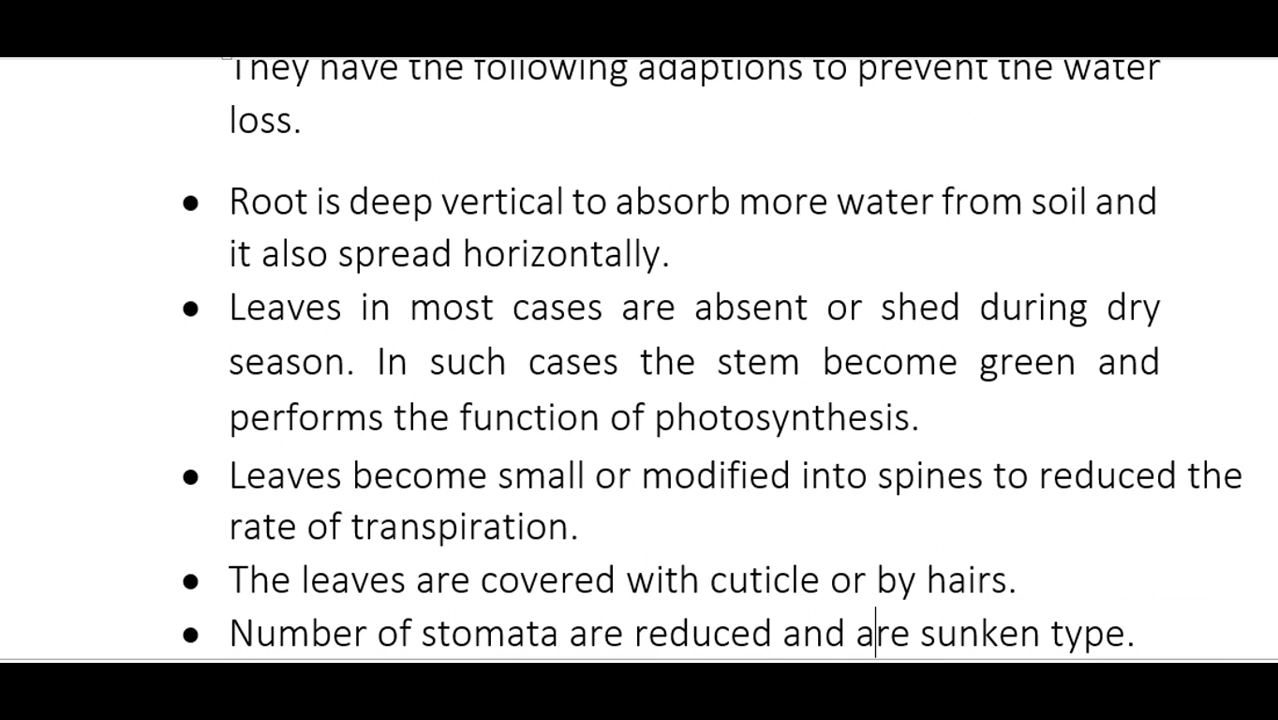 They have the following adaptions to prevent the water
loss.
● Root is deep vertical to absorb more water from soil and
it also spread horizontally.
● Leaves in most cases are absent or shed during dry
season. In such cases the stem become green and
performs the function of photosynthesis.
● Leaves become small or modified into spines to reduced the
rate of transpiration.
● The leaves are covered with cuticle or by hairs.
● Number of stomata are reduced and are sunken type.